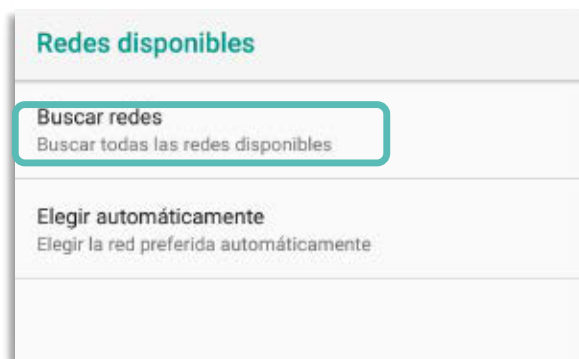 Redes disponibles
Buscar redes
Buscar todas las redes disponibles
Elegir automáticamente
Elegir la red preferida automáticamente